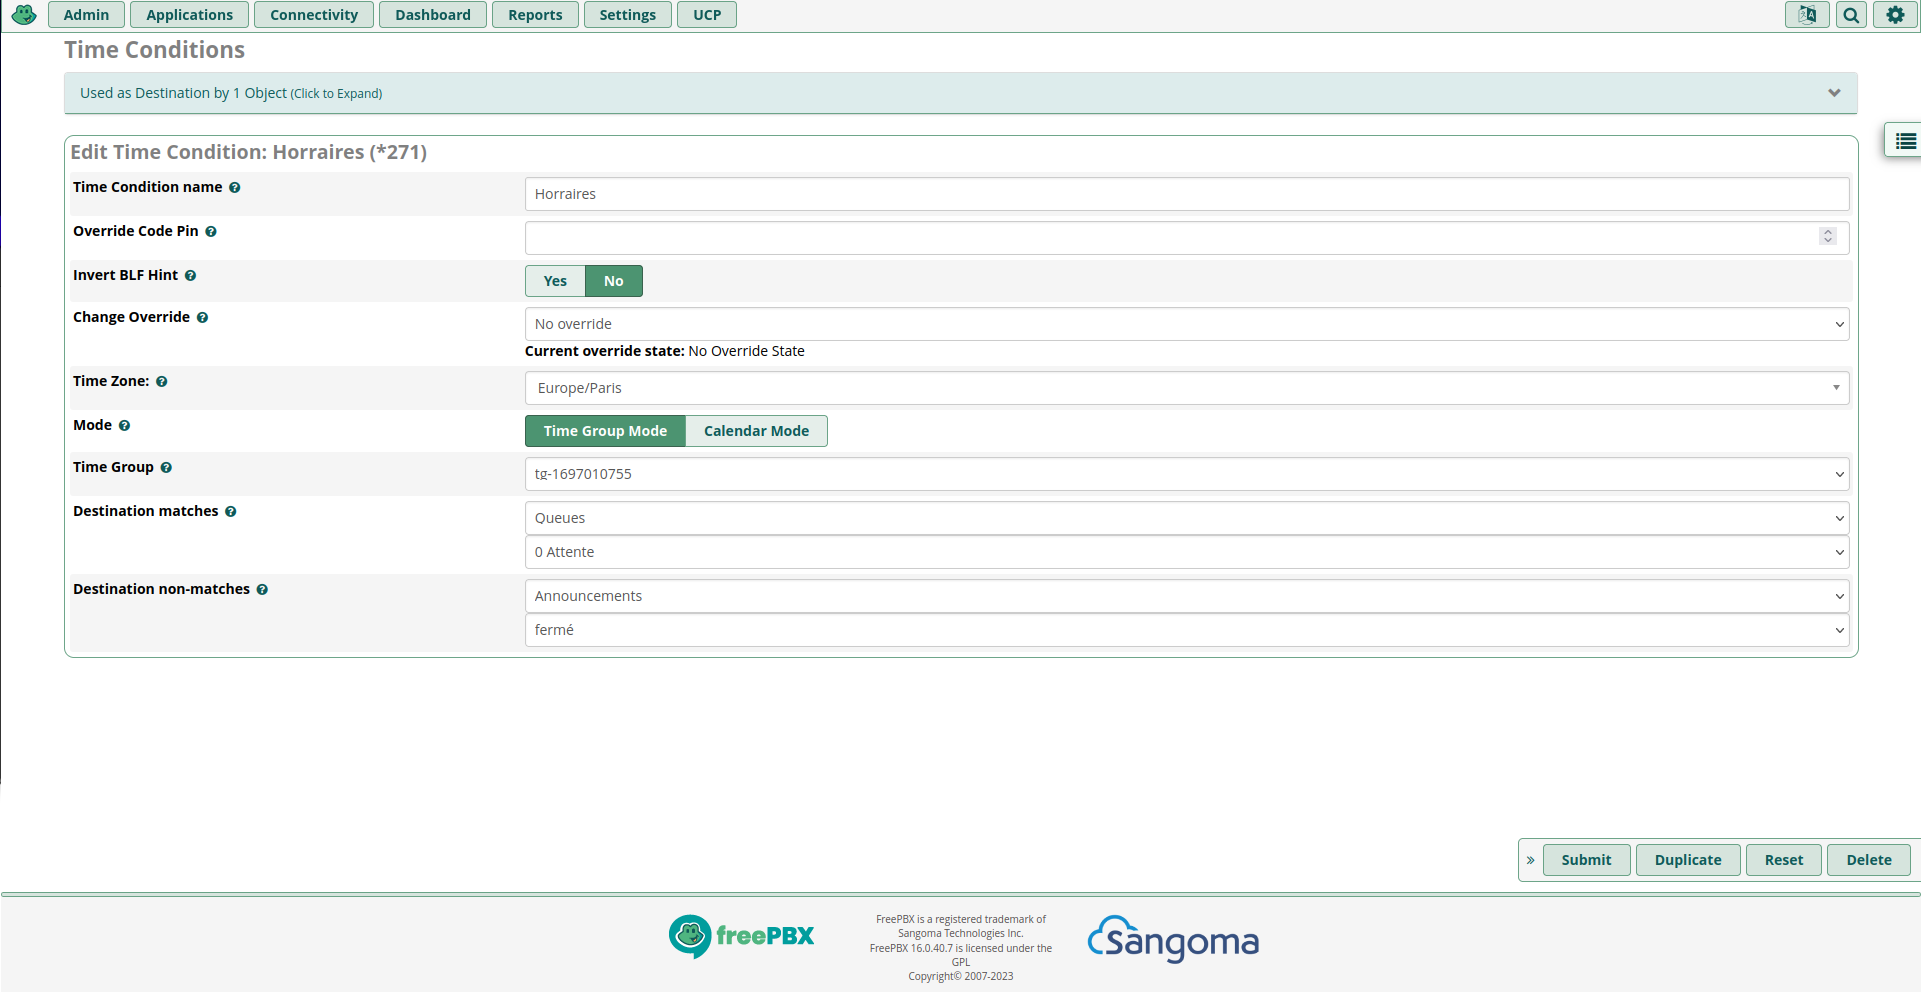 Admin Applications Connectivity Dashboard Reports Settings UCP
Time Conditions
Used as Destination by 1 Object (Click to Expand)
Edit Time Condition: Horraires (*271)
Time Condition name
Horraires
Override Code Pin
Invert BLF Hint
Yes No
Change Override
No override
Current override state: No Override State
Time Zone:
Europe/Paris
Mode
Time Group Mode Calendar Mode
Time Group
tg-1697010755
Destination matches
Queues
0 Attente
Destination non-matches
Announcements
fermé
» Submit Duplicate Reset Delete
freePBX
FreePBX is a registered trademark of
Sangoma Technologies Inc.
FreePBX 16.0.40.7 is licensed under the
GPL
Copyright© 2007-2023
Sangoma